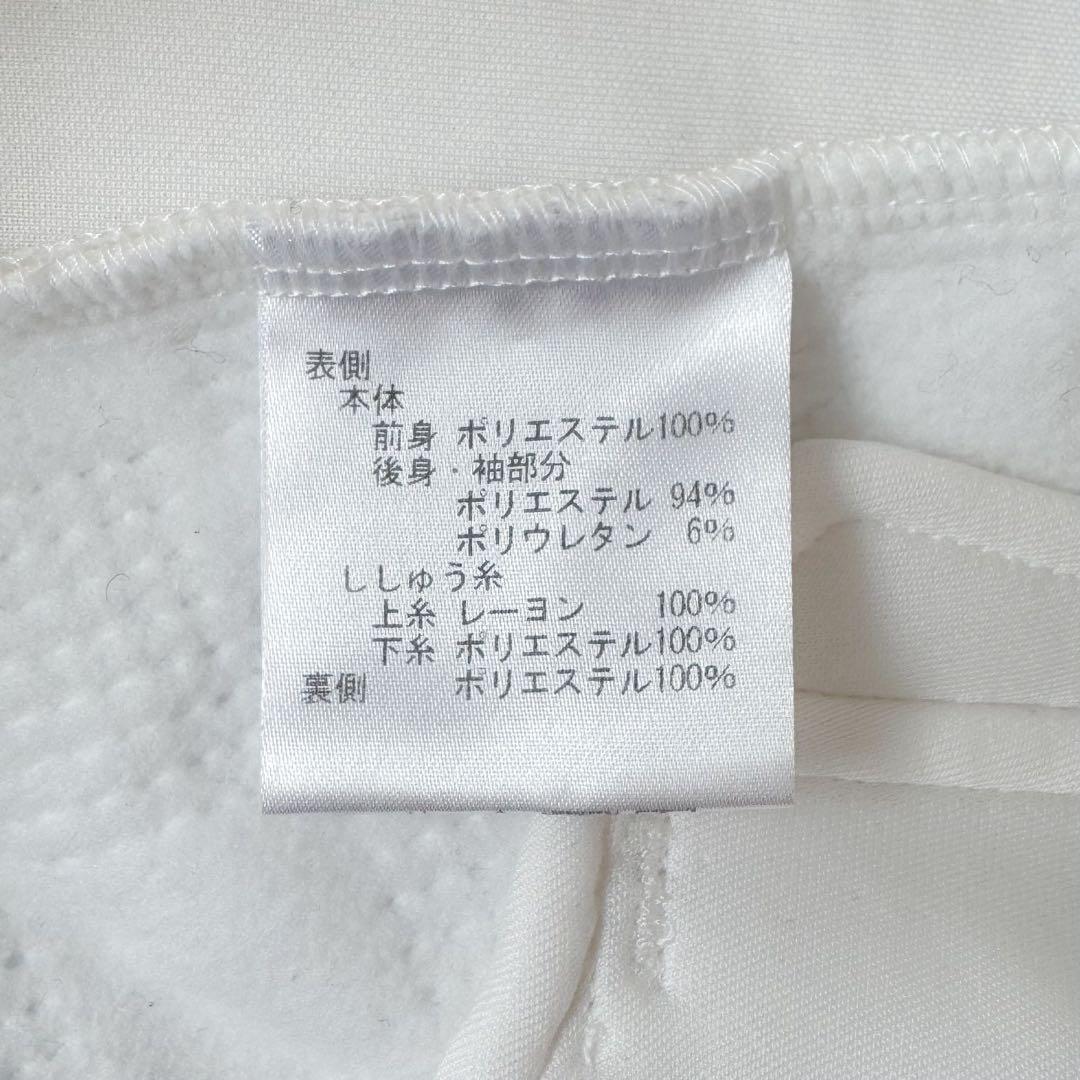 表側
本体
前身 ポリエステル100%
後身・袖部分
ポリエステル 94%
ポリウレタン 6%
ししゅう糸
上糸 レーヨン 100%
下糸 ポリエステル100%
裏側 ポリエステル100%